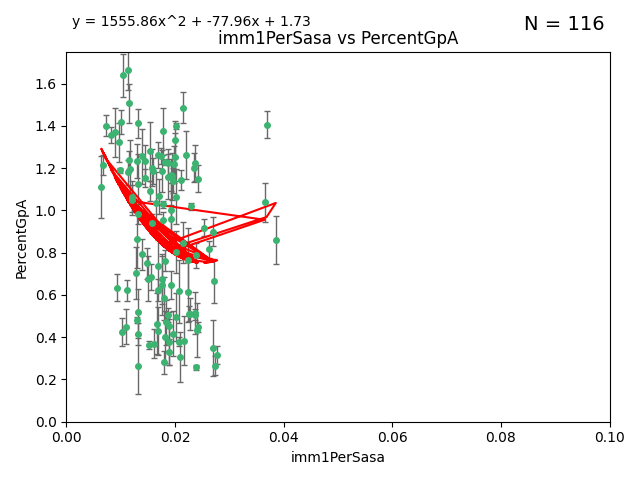 y = 1555.86x^2 + -77.96x + 1.73
N = 116
imm1PerSasa vs PercentGpA
PercentGpA
1.6
1.4
1.2
1.0
0.8
0.6
0.4
0.2
0.0
0.00 0.02 0.04 0.06 0.08 0.10
imm1PerSasa